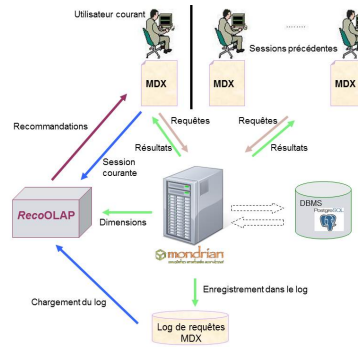 Utilisateur courant
........
Sessions précédentes
MDX
MDX
MDX
Requêtes
Requêtes
Recommandations
Résultats
Résultats
Session
courante
DBMS
PostgreSQL
RecoOLAP
Dimensions
mondrian
Enregistrement dans le log
Chargement du log
Log de requêtes
MDX